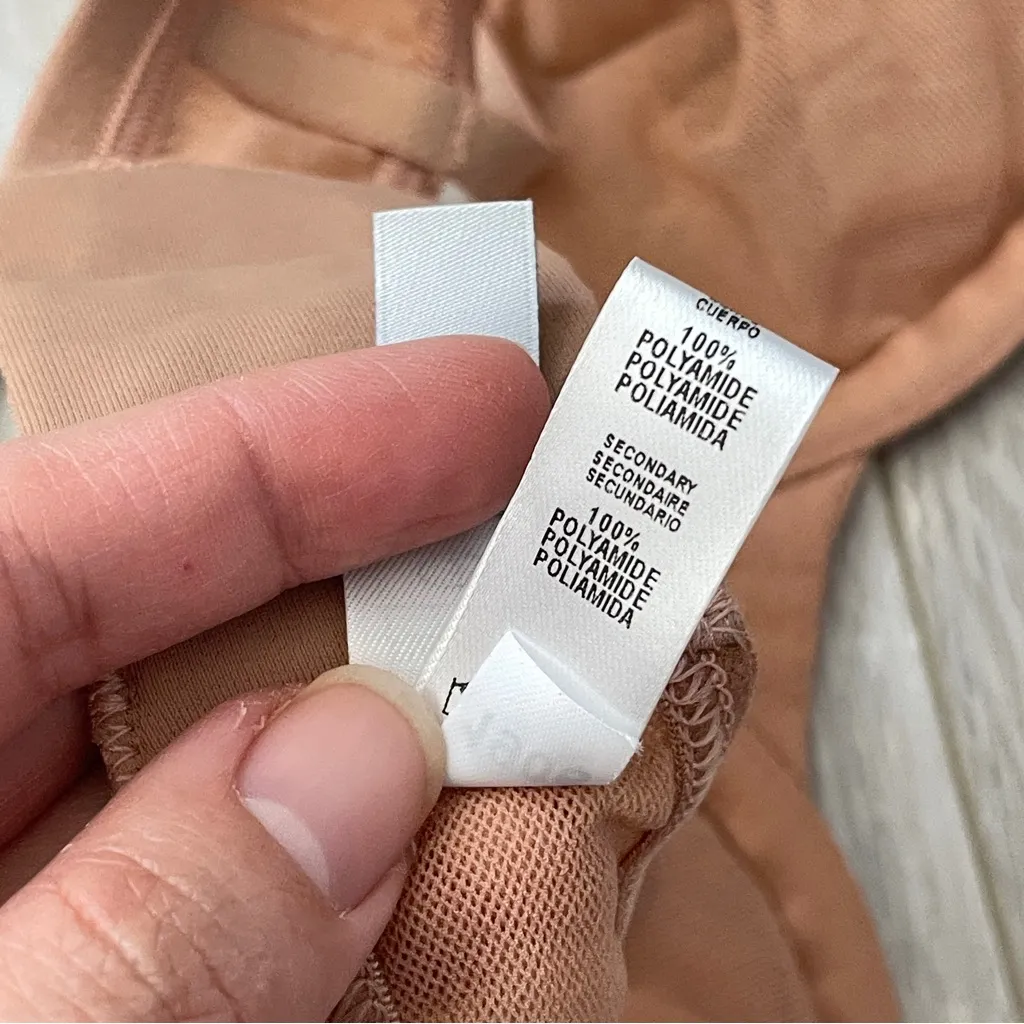 CUERPO
100%
POLYAMIDE
POLYAMIDE
POLIAMIDA
SECONDARY
SECONDAIRE
SECUNDARIO
100%
POLYAMIDE
POLYAMIDE
POLIAMIDA